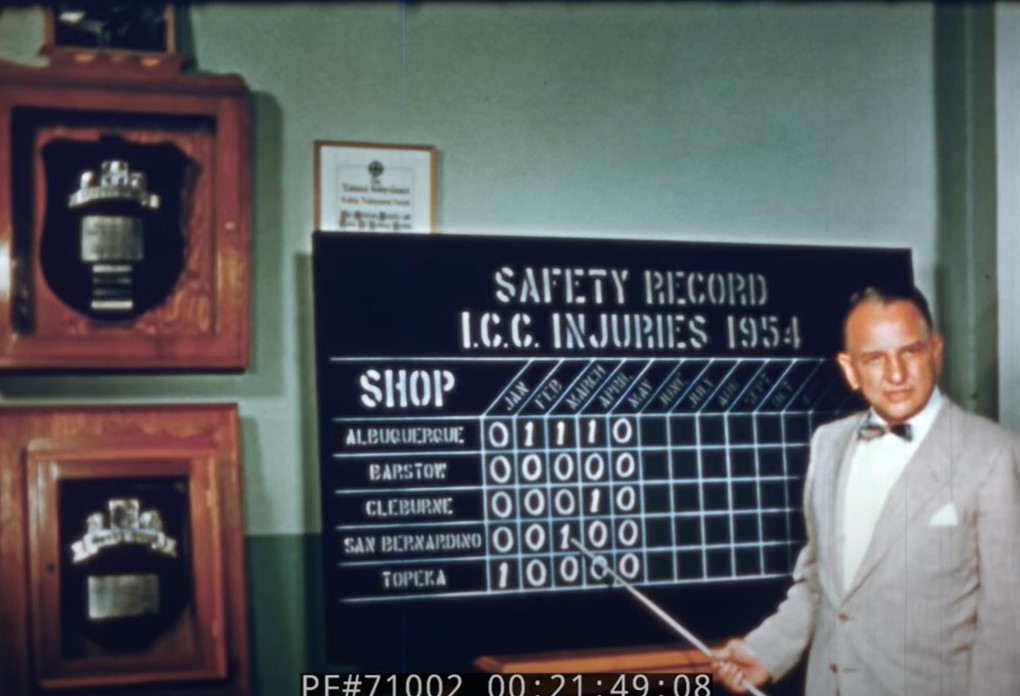 SAFETY RECORD
I.C.C. INJURIES 1954
SHOP JAN FEB MARCH APRIL MAY JUNE JULY AUG SEPT OCT
ALBUQUERQUE 0 1 1 1 0
BARSTOW 0 0 0 0 0
CLEBURNE 0 0 0 1 0
SAN BERNARDINO 0 0 1 0 0
TOPEKA 1 0 0 0 0
PF#71002 00:21:49:08